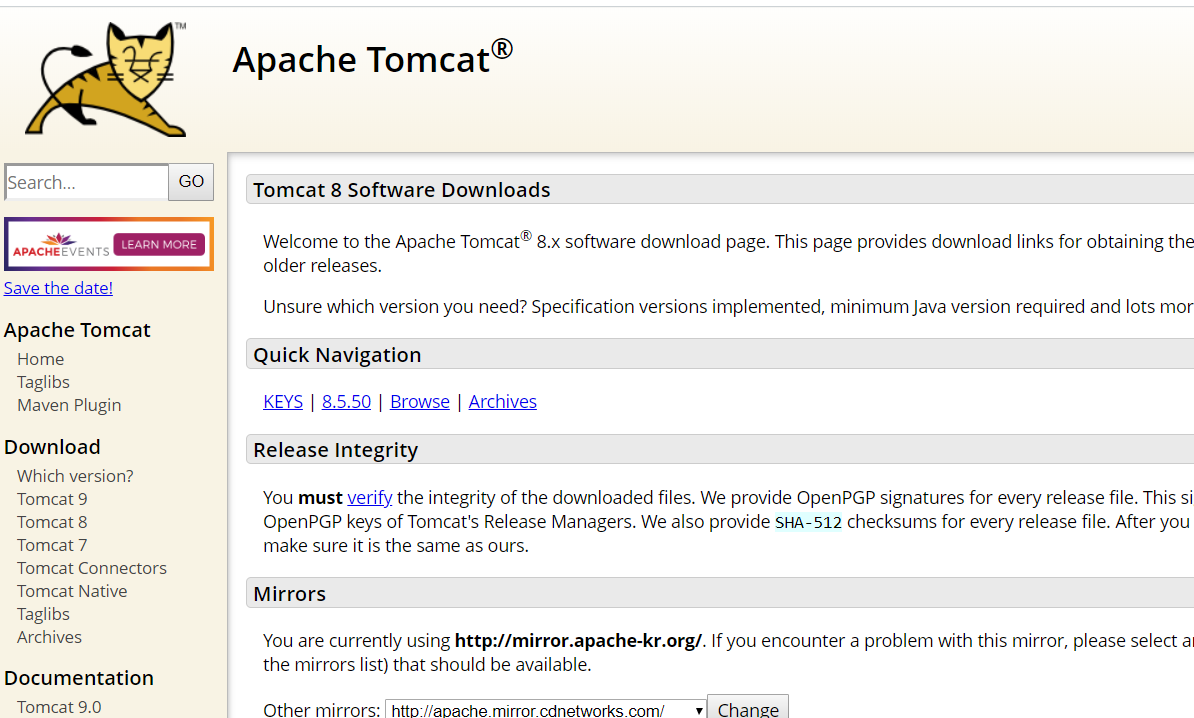 TM
Apache Tomcat®
Search...
GO
APACHEEVENTS LEARN MORE
Save the date!
Apache Tomcat
Home
Taglibs
Maven Plugin
Download
Which version?
Tomcat 9
Tomcat 8
Tomcat 7
Tomcat Connectors
Tomcat Native
Taglibs
Archives
Documentation
Tomcat 9.0
Tomcat 8 Software Downloads
Welcome to the Apache Tomcat® 8.x software download page. This page provides download links for obtaining the
older releases.
Unsure which version you need? Specification versions implemented, minimum Java version required and lots mor
Quick Navigation
KEYS | 8.5.50 | Browse | Archives
Release Integrity
You must verify the integrity of the downloaded files. We provide OpenPGP signatures for every release file. This si
OpenPGP keys of Tomcat's Release Managers. We also provide SHA-512 checksums for every release file. After you
make sure it is the same as ours.
Mirrors
You are currently using http://mirror.apache-kr.org/. If you encounter a problem with this mirror, please select a
the mirrors list) that should be available.
Other mirrors: http://apache.mirror.cdnetworks.com/ Change